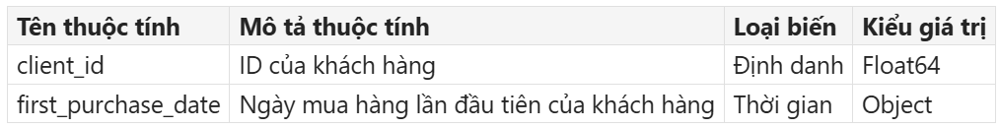 Tên thuộc tính Mô tả thuộc tính Loại biến Kiểu giá trị
client_id ID của khách hàng Định danh Float64
first_purchase_date Ngày mua hàng lần đầu tiên của khách hàng Thời gian Object